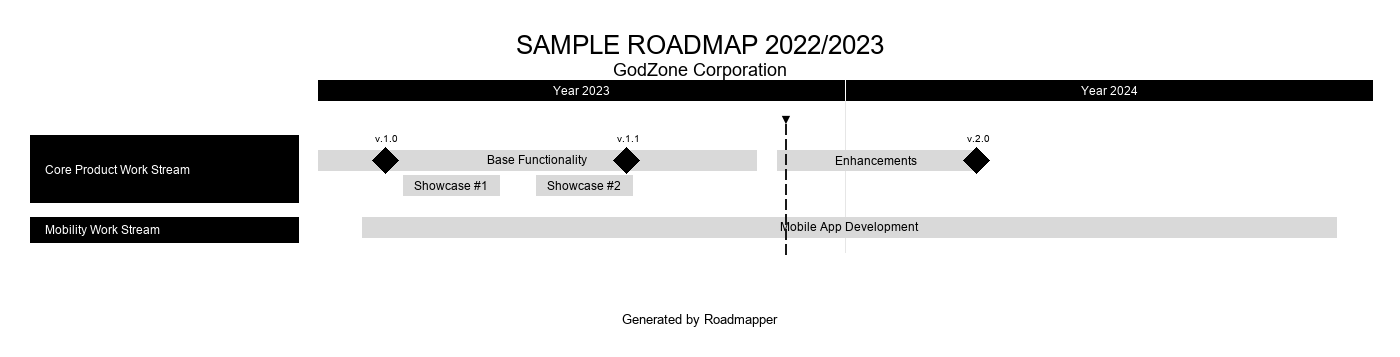 SAMPLE ROADMAP 2022/2023
GodZone Corporation
Year 2023
Year 2024
v.1.0
v.1.1
v.2.0
Core Product Work Stream
Base Functionality
Enhancements
Showcase #1
Showcase #2
Mobility Work Stream
Mobile App Development
Generated by Roadmapper